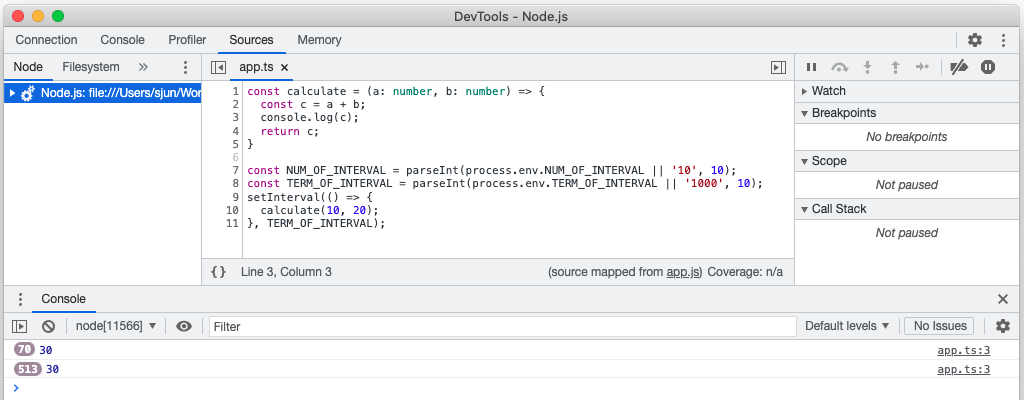 DevTools - Node.js
Connection Console Profiler Sources Memory
Node Filesystem »
app.ts ×
Node.js: file:///Users/sjun/Wor
1 const calculate = (a: number, b: number) => {
2 const c = a + b;
3 console.log(c);
4 return c;
5 }
6
7 const NUM_OF_INTERVAL = parseInt(process.env.NUM_OF_INTERVAL || '10', 10);
8 const TERM_OF_INTERVAL = parseInt(process.env.TERM_OF_INTERVAL || '1000', 10);
9 setInterval(() => {
10 calculate(10, 20);
11 }, TERM_OF_INTERVAL);
{} Line 3, Column 3 (source mapped from app.js) Coverage: n/a
Watch
Breakpoints
No breakpoints
Scope
Not paused
Call Stack
Not paused
Console
node[11566] Filter Default levels No Issues
70 30 app.ts:3
513 30 app.ts:3
>